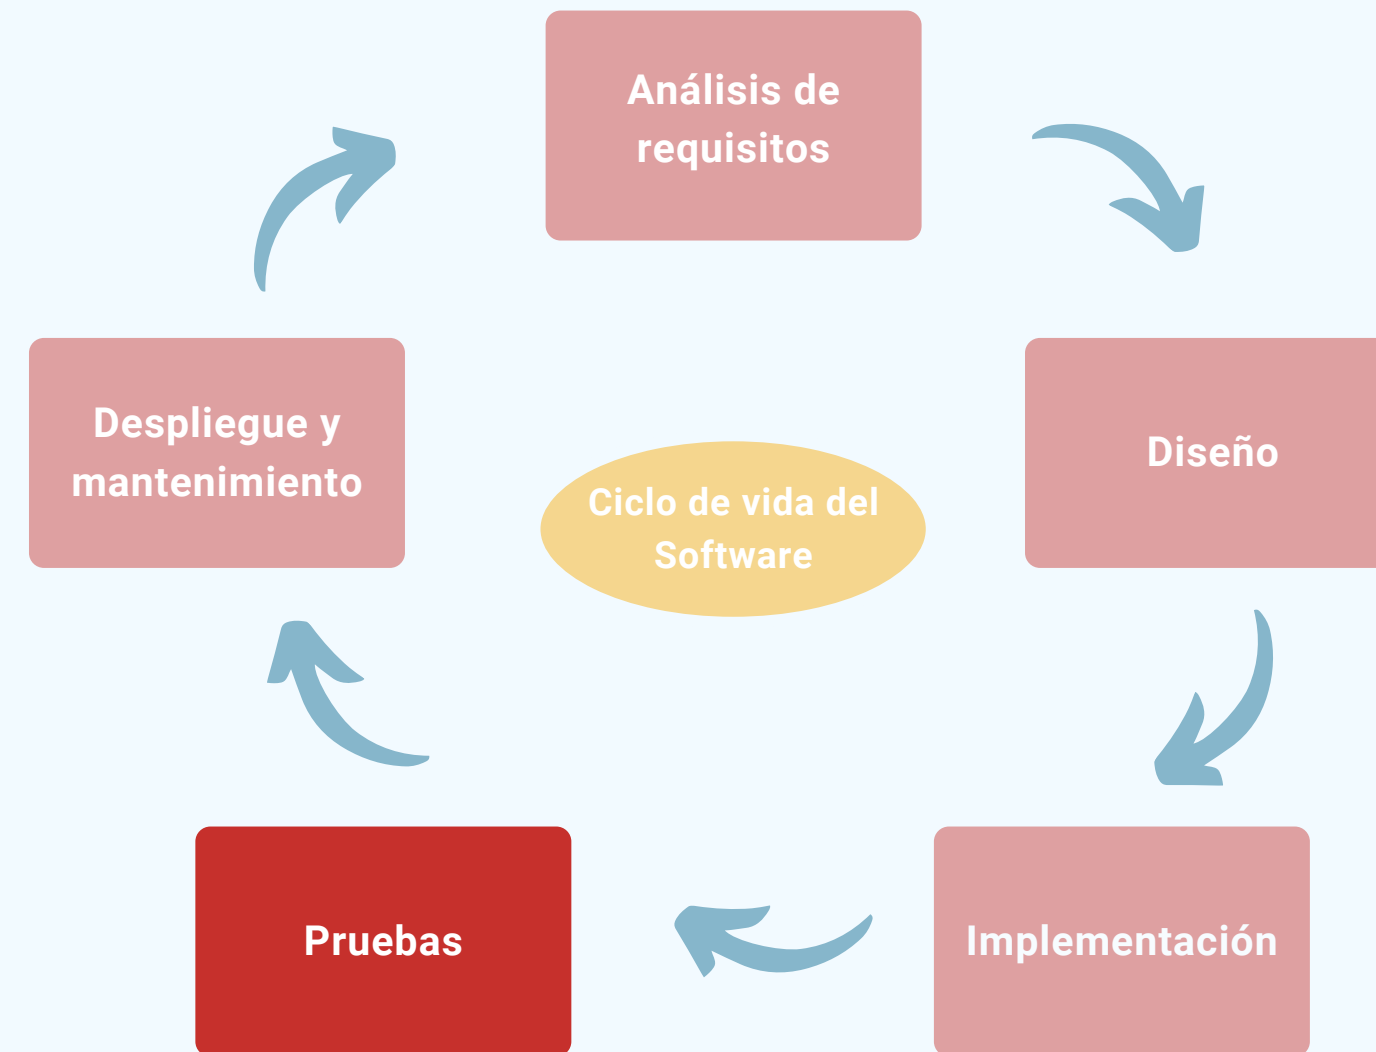 Análisis de
requisitos
Despliegue y
mantenimiento
Diseño
Ciclo de vida del
Software
Pruebas
Implementación